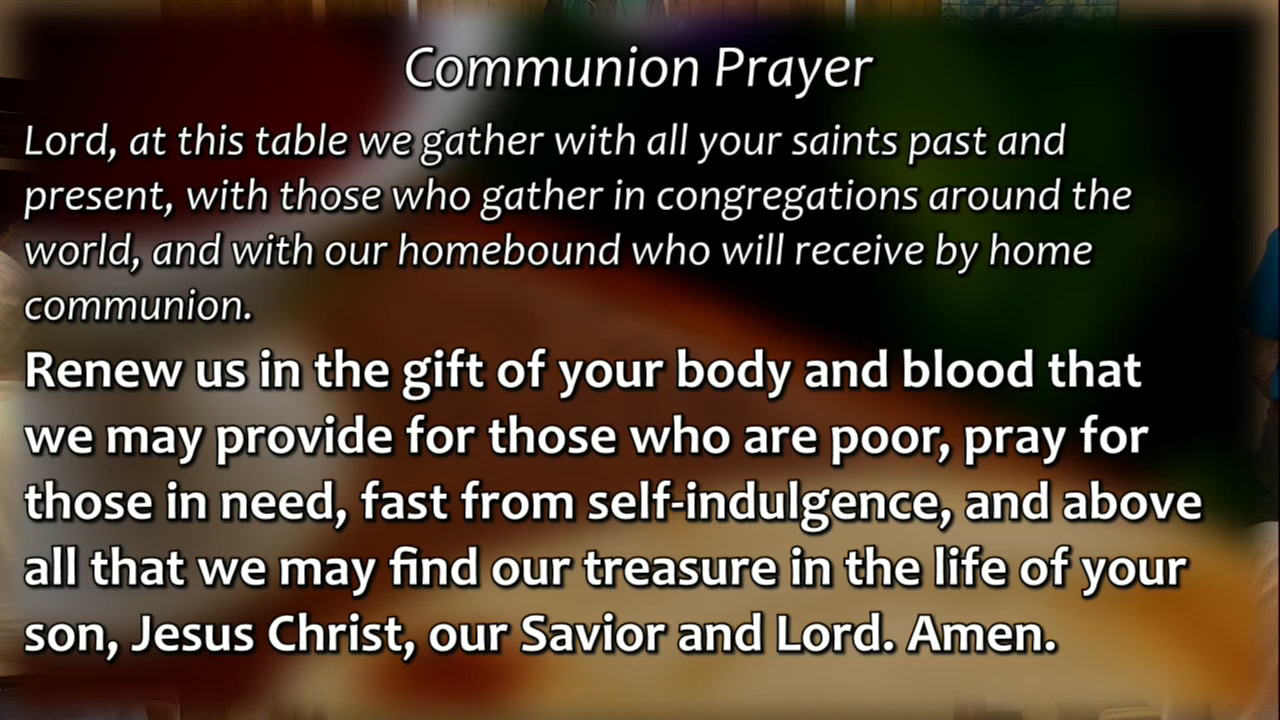 Communion Prayer
Lord, at this table we gather with all your saints past and
present, with those who gather in congregations around the
world, and with our homebound who will receive by home
communion.
Renew us in the gift of your body and blood that
we may provide for those who are poor, pray for
those in need, fast from self-indulgence, and above
all that we may find our treasure in the life of your
son, Jesus Christ, our Savior and Lord. Amen.